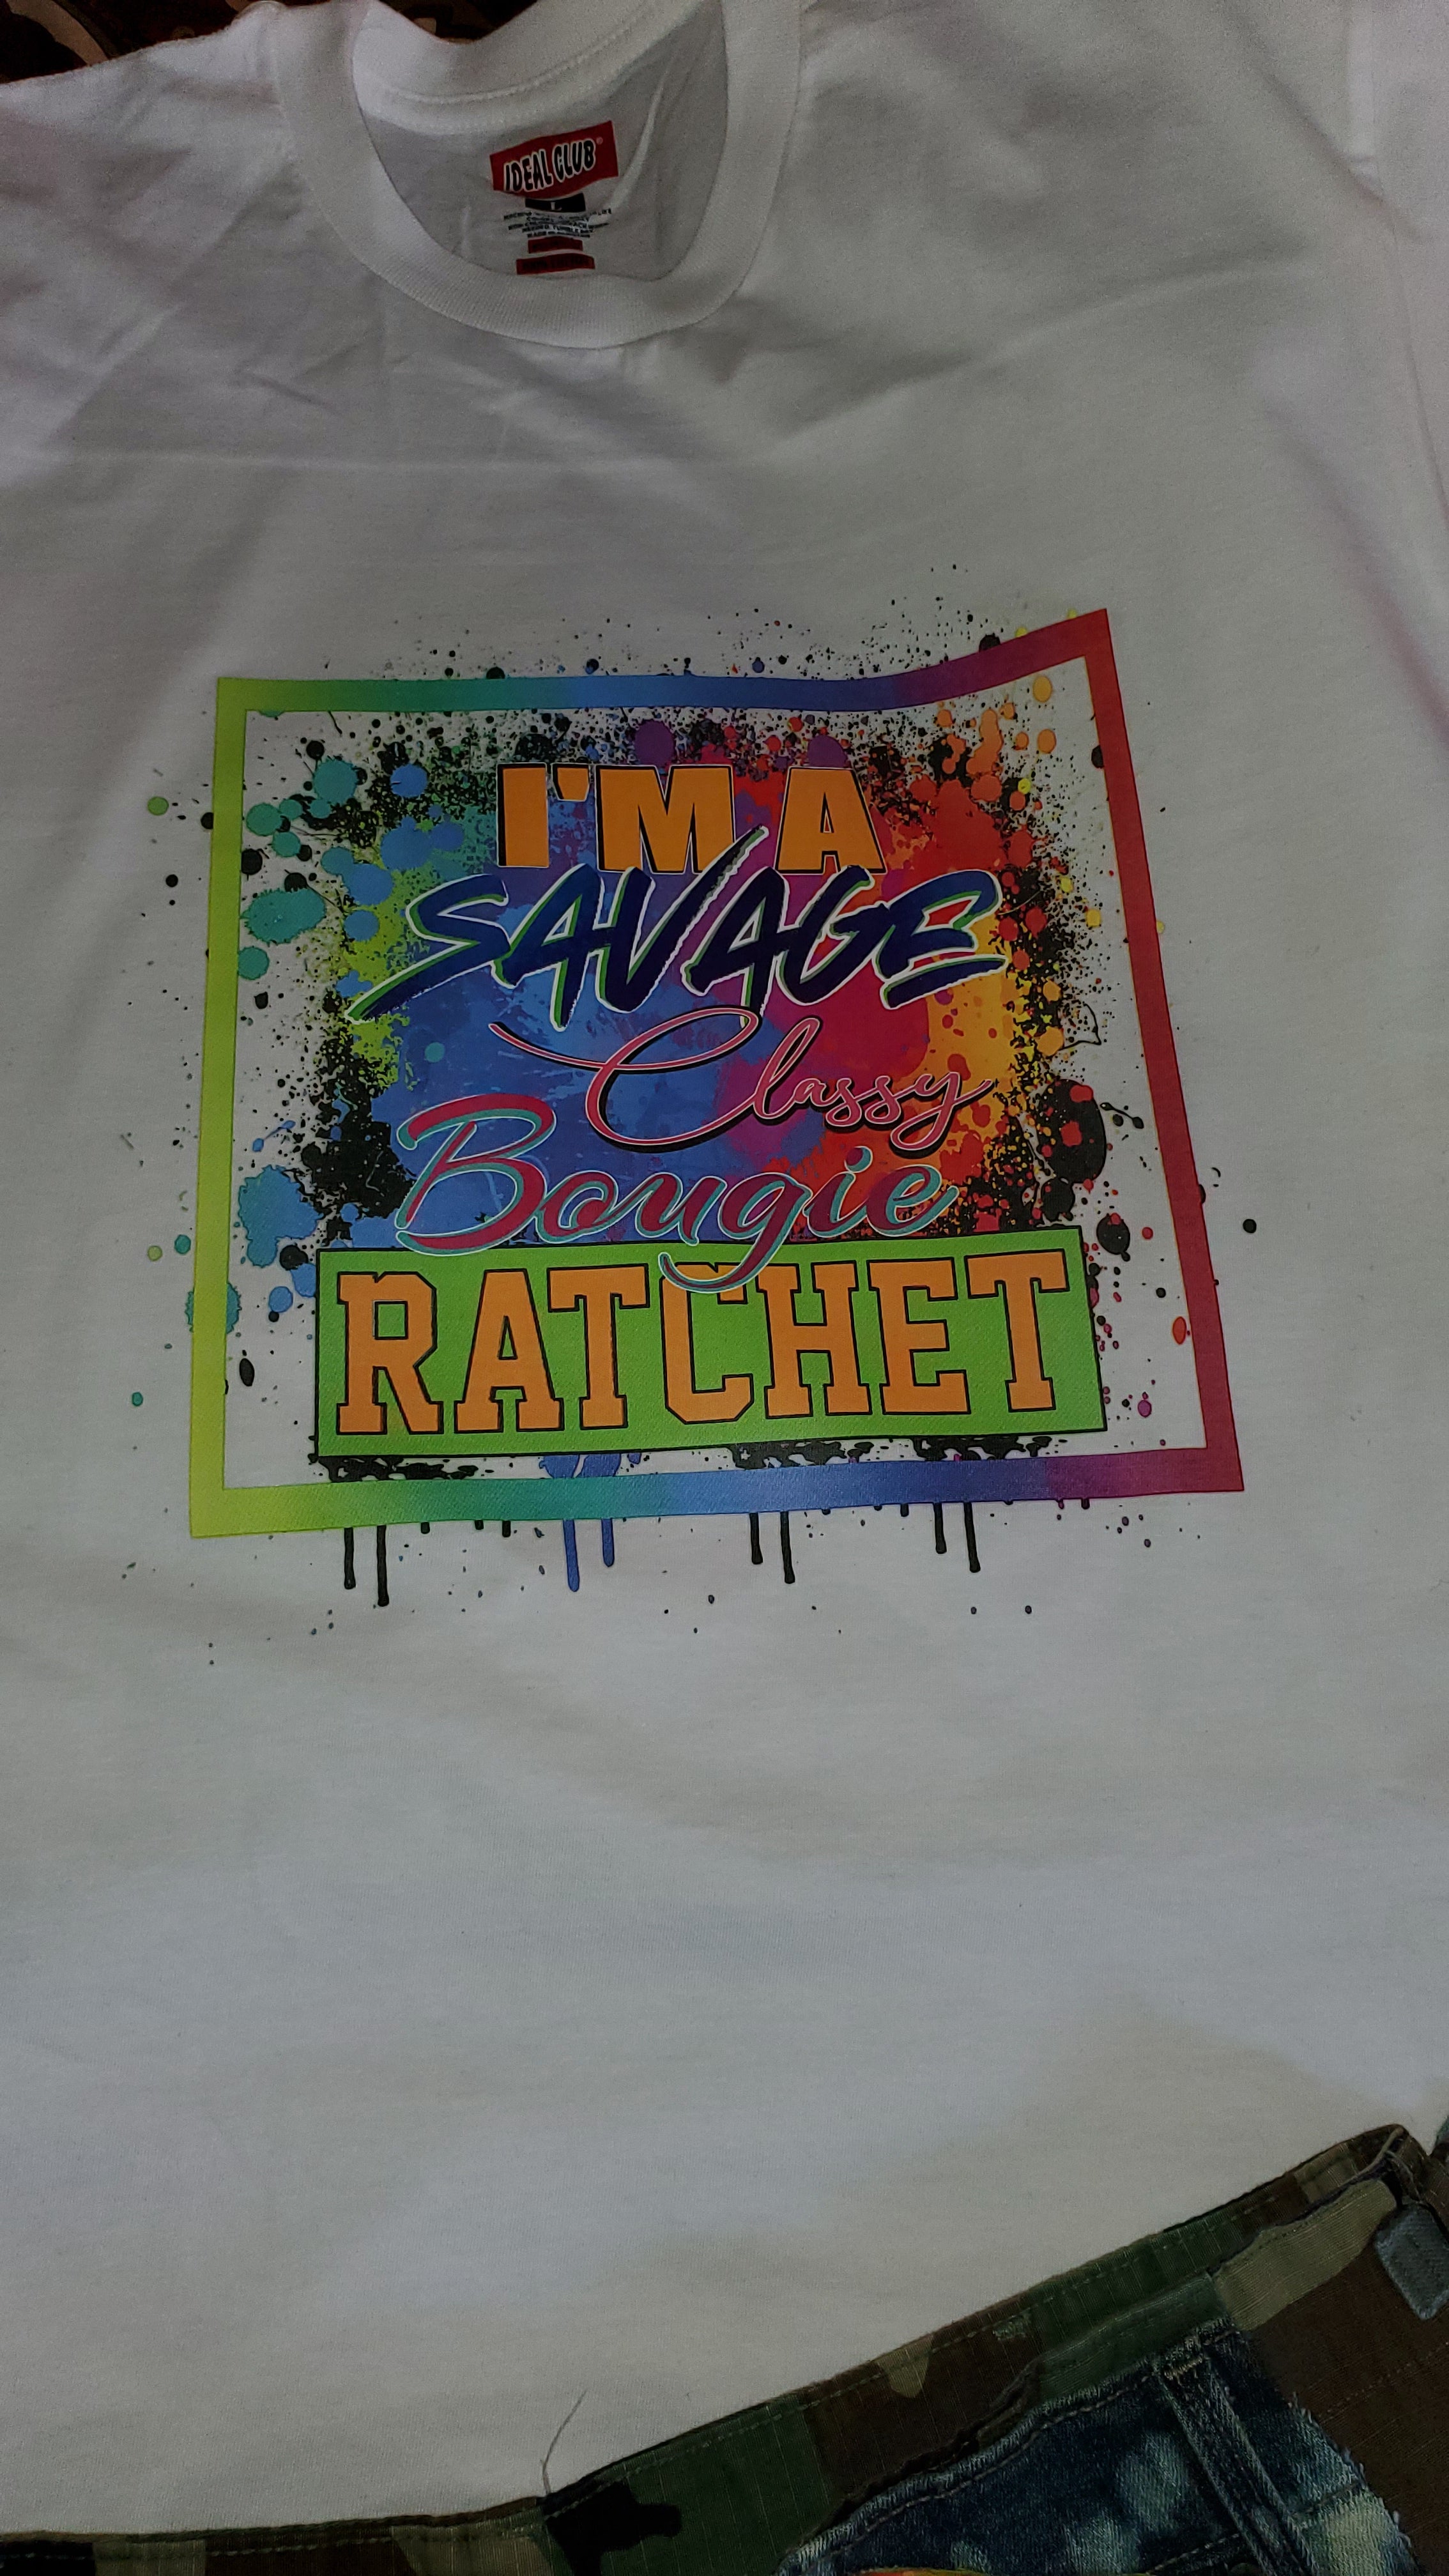 IDEAL CLUB
L
I'M A
SAVAGE
Classy
Bougie
RATCHET